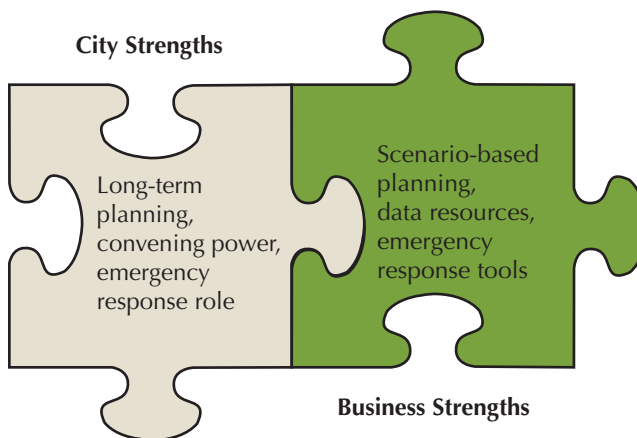 City Strengths
Long-term
planning,
convening power,
emergency
response role
Scenario-based
planning,
data resources,
emergency
response tools
Business Strengths